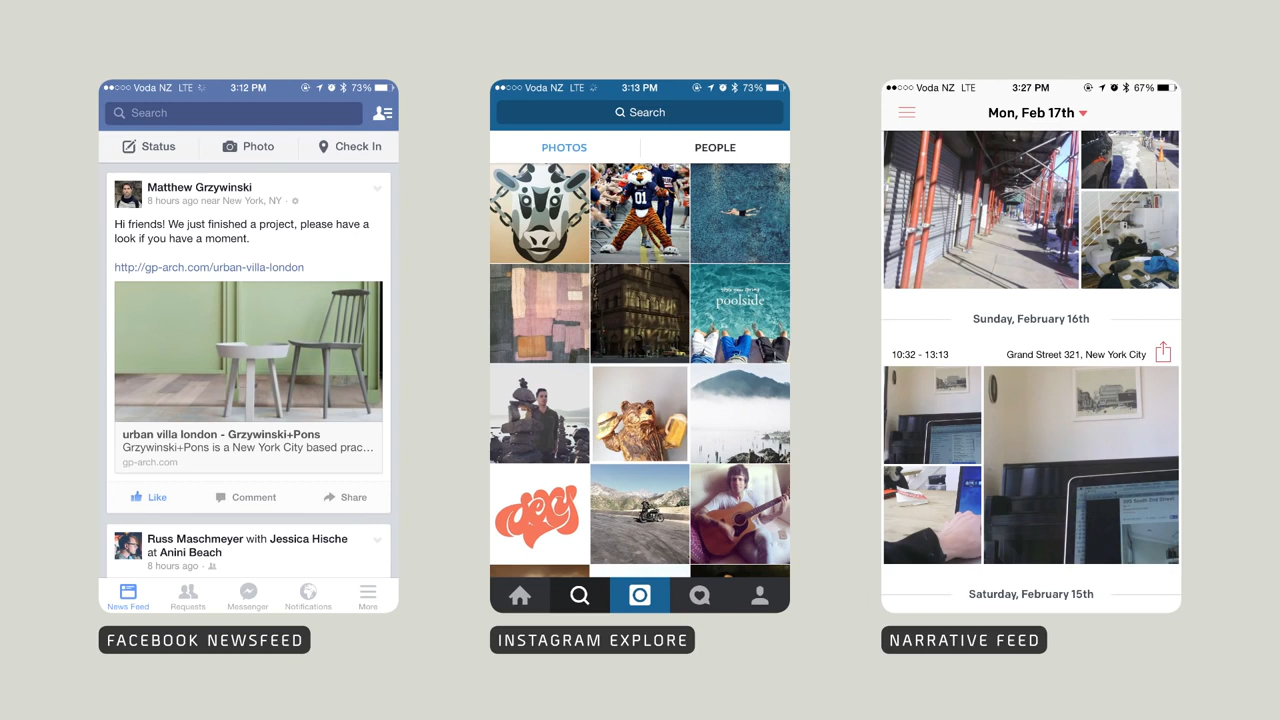 Voda NZ LTE 3:12 PM 73%
Search
Status Photo Check In
Matthew Grzywinski
8 hours ago near New York, NY ·
Hi friends! We just finished a project, please have a
look if you have a moment.
http://gp-arch.com/urban-villa-london
urban villa london - Grzywinski+Pons
Grzywinski+Pons is a New York City based prac...
gp-arch.com
Like Comment Share
Russ Maschmeyer with Jessica Hische
at Anini Beach
8 hours ago ·
News Feed Requests Messenger Notifications More
FACEBOOK NEWSFEED
Voda NZ LTE 3:13 PM 73%
Search
PHOTOS PEOPLE
01
poolside
INSTAGRAM EXPLORE
Voda NZ LTE 3:27 PM 67%
Mon, Feb 17th
Sunday, February 16th
10:32 - 13:13 Grand Street 321, New York City
Saturday, February 15th
NARRATIVE FEED